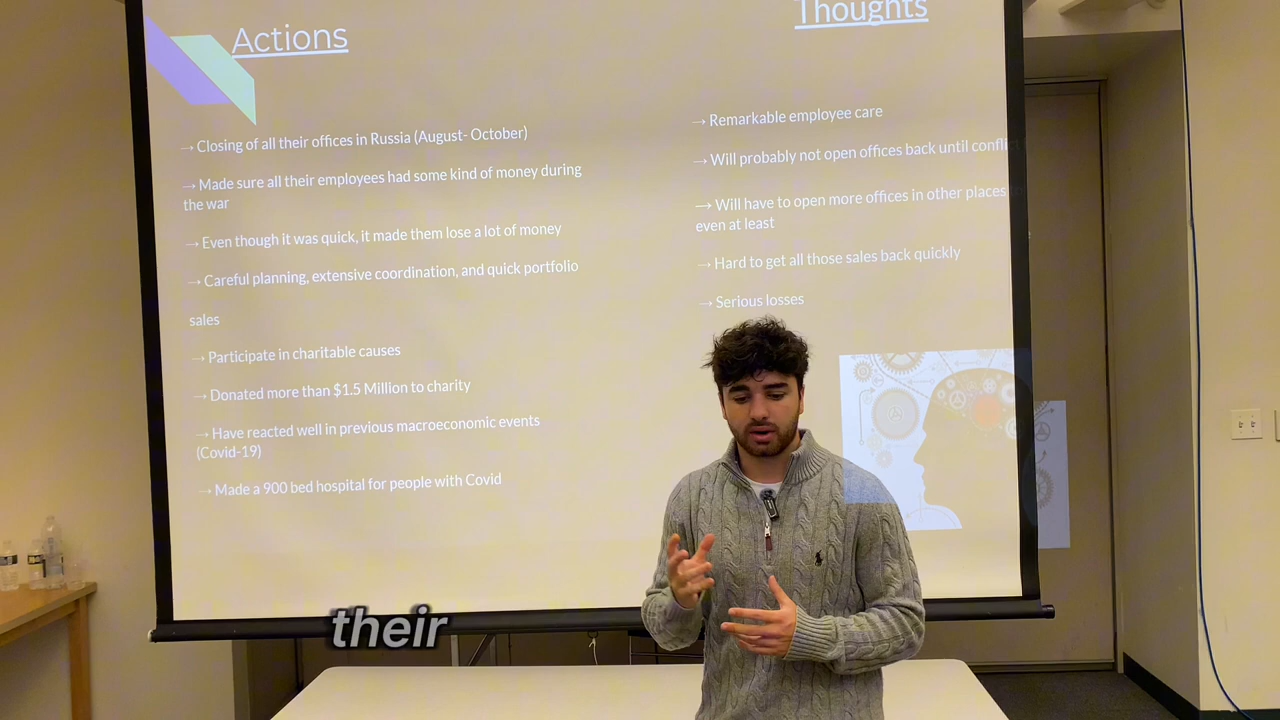 Actions
→ Closing of all their offices in Russia (August- October)
→ Made sure all their employees had some kind of money during
the war
→ Even though it was quick, it made them lose a lot of money
→ Careful planning, extensive coordination, and quick portfolio
sales
→ Participate in charitable causes
→ Donated more than $1.5 Million to charity
→ Have reacted well in previous macroeconomic events
(Covid-19)
→ Made a 900 bed hospital for people with Covid
Thoughts
→ Remarkable employee care
→ Will probably not open offices back until conflict
→ Will have to open more offices in other places
even at least
→ Hard to get all those sales back quickly
→ Serious losses
their